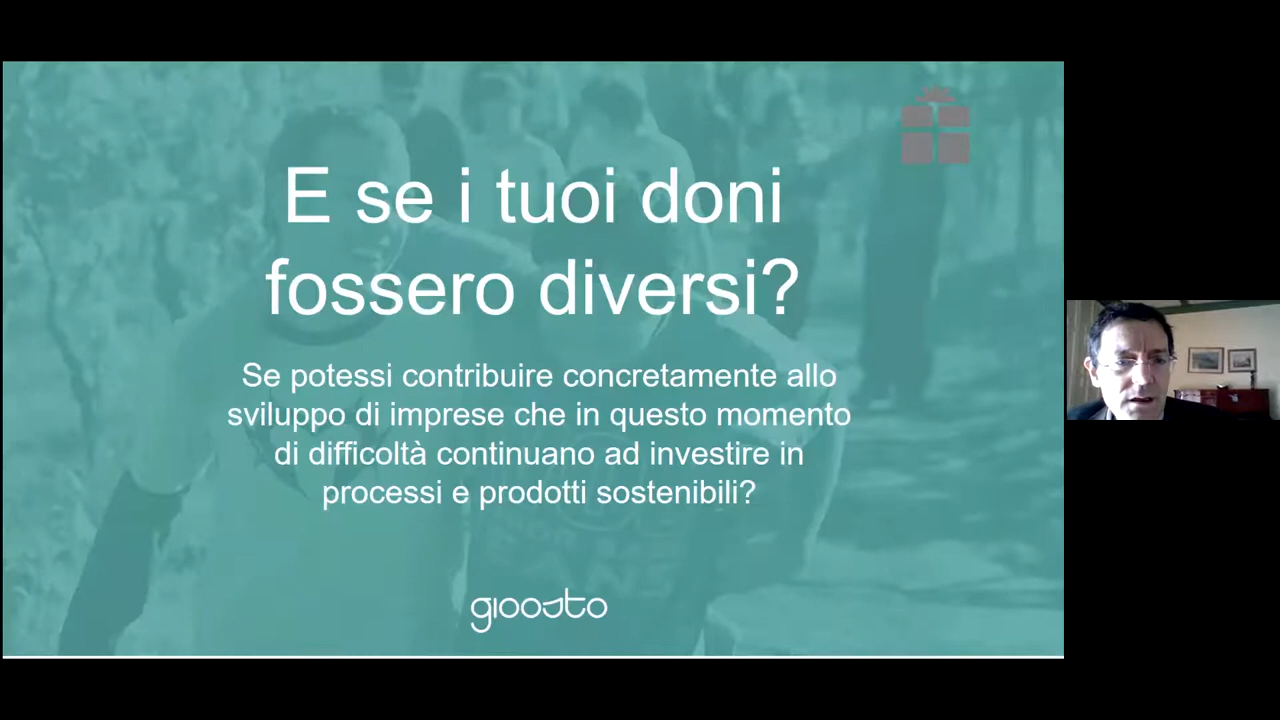 E se i tuoi doni
fossero diversi?
Se potessi contribuire concretamente allo
sviluppo di imprese che in questo momento
di difficoltà continuano ad investire in
processi e prodotti sostenibili?
gioosto